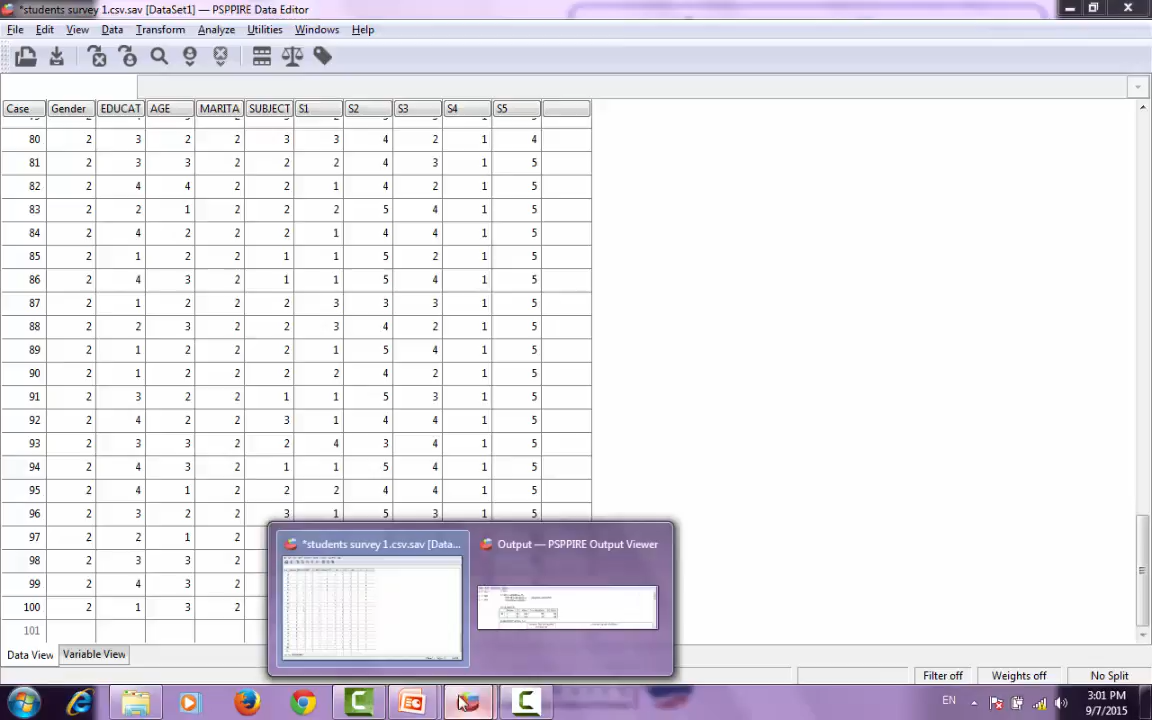 *students survey 1.csv.sav [DataSet1] — PSPPIRE Data Editor
File Edit View Data Transform Analyze Utilities Windows Help
Case Gender EDUCAT AGE MARITA SUBJECT S1 S2 S3 S4 S5
80 2 3 2 2 3 3 4 2 1 4
81 2 3 3 2 2 2 4 3 1 5
82 2 4 4 2 2 1 4 2 1 5
83 2 2 1 2 2 2 5 4 1 5
84 2 4 2 2 2 1 4 4 1 5
85 2 1 2 2 1 1 5 2 1 5
86 2 4 3 2 1 1 5 4 1 5
87 2 1 2 2 2 3 3 3 1 5
88 2 2 3 2 2 3 4 2 1 5
89 2 1 2 2 2 1 5 4 1 5
90 2 1 2 2 2 2 4 2 1 5
91 2 3 2 2 1 1 5 3 1 5
92 2 4 2 2 3 1 4 4 1 5
93 2 3 3 2 2 4 3 4 1 5
94 2 4 3 2 1 1 5 4 1 5
95 2 4 1 2 2 2 4 4 1 5
96 2 3 2 2 3 1 5 3 1 5
97 2 2 1 2
98 2 3 3 2
99 2 4 3 2
100 2 1 3 2
101
*students survey 1.csv.sav [Data...
Output — PSPPIRE Output Viewer
Data View Variable View
Filter off Weights off No Split
EN
3:01 PM
9/7/2015